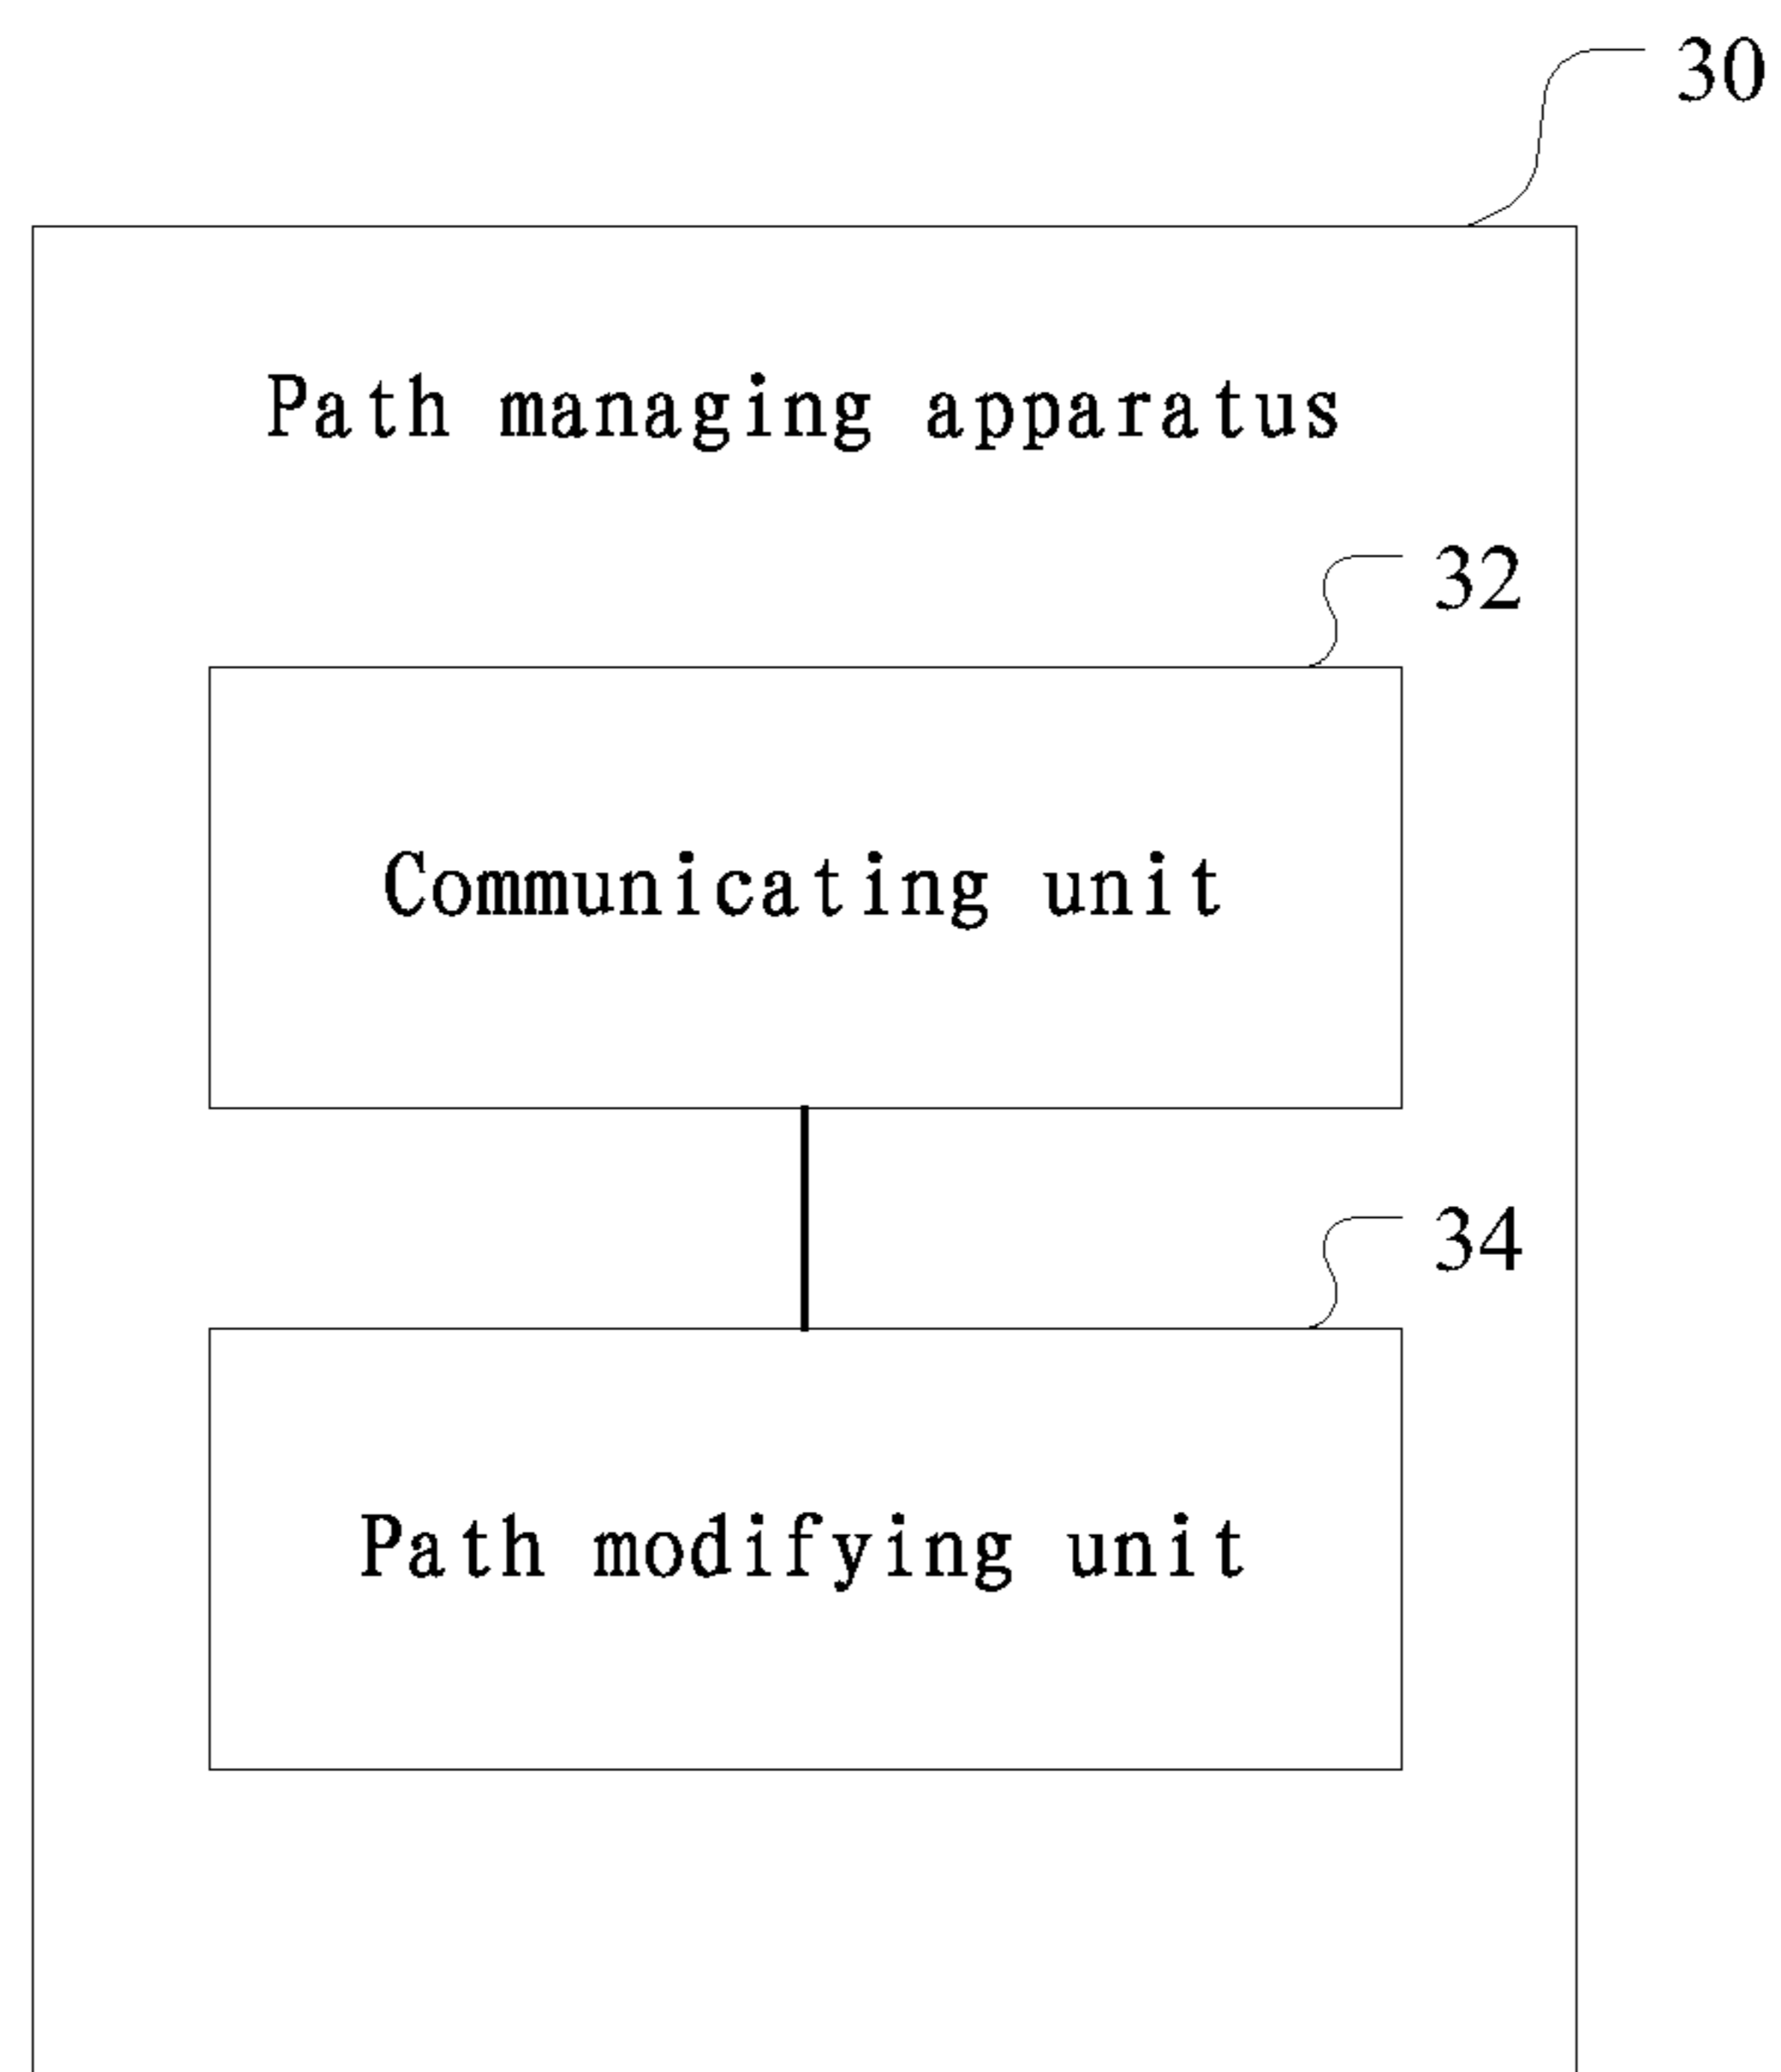 30
Path managing apparatus
32
Communicating unit
34
Path modifying unit